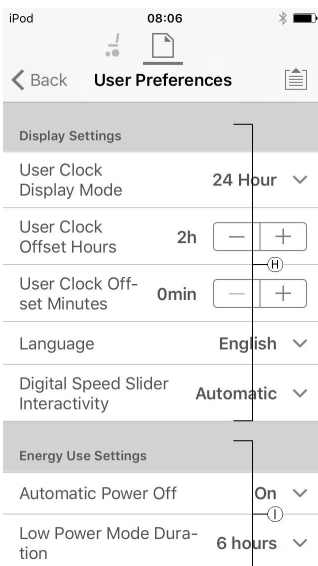 iPod 08:06
Back User Preferences
Display Settings
User Clock
Display Mode
24 Hour
User Clock
Offset Hours
2h
User Clock Off-
set Minutes
0min
Language English
Digital Speed Slider
Interactivity
Automatic
H
Energy Use Settings
Automatic Power Off On
I
Low Power Mode Dura-
tion
6 hours